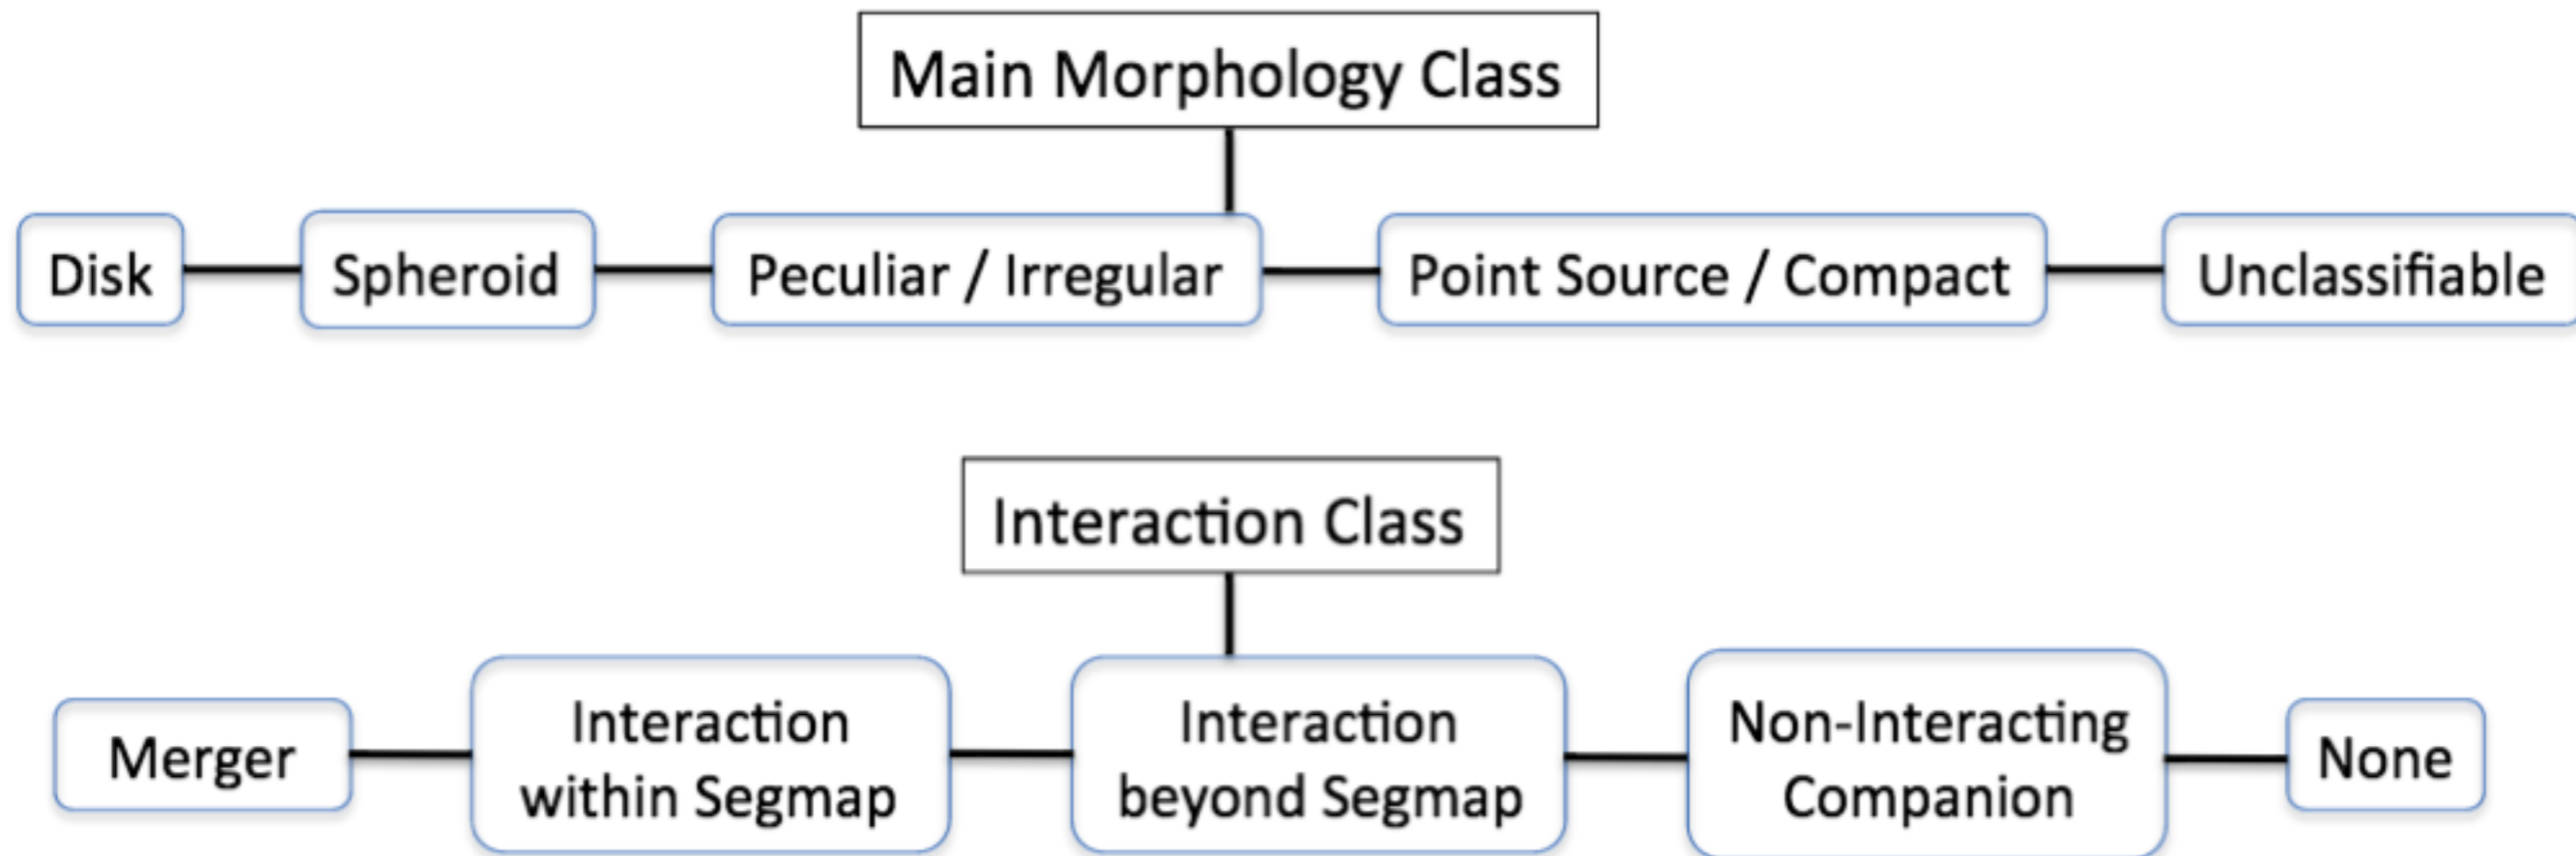 Main Morphology Class
Disk
Spheroid
Peculiar / Irregular
Point Source / Compact
Unclassifiable
Interaction Class
Merger
Interaction
within Segmap
Interaction
beyond Segmap
Non-Interacting
Companion
None